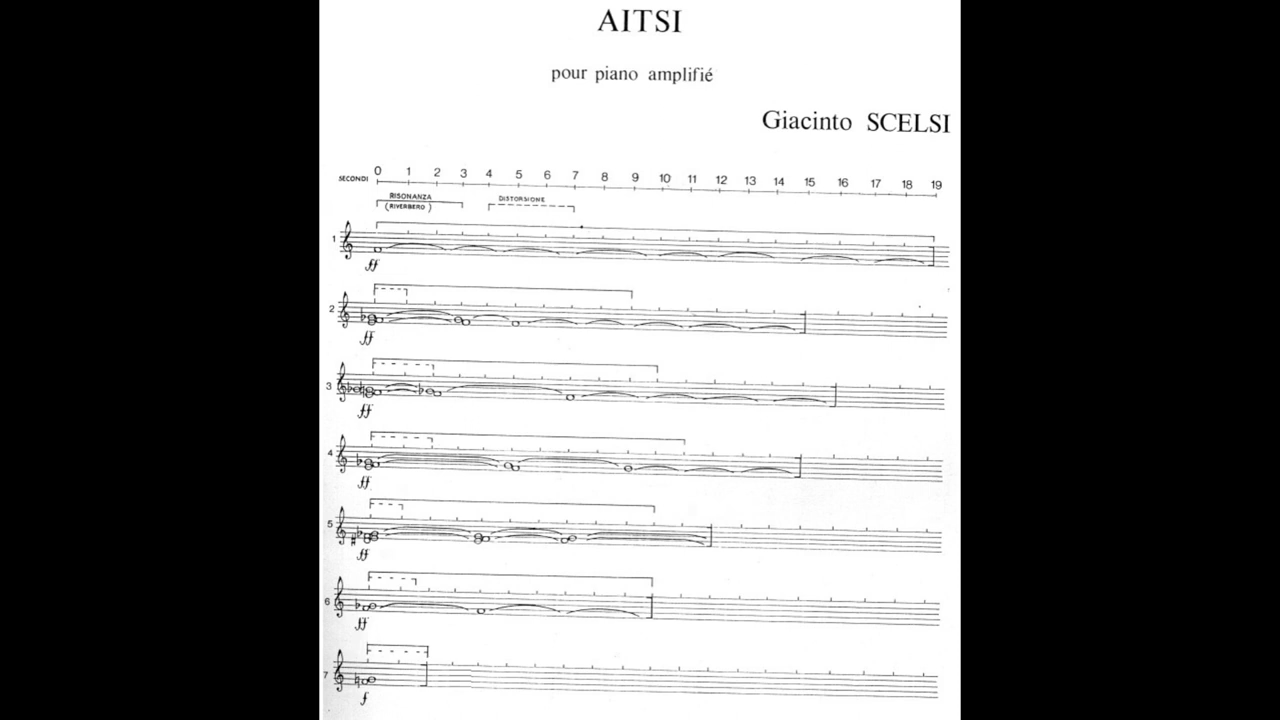 AITSI
pour piano amplifié
Giacinto SCELSI
SECONDI 0 1 2 3 4 5 6 7 8 9 10 11 12 13 14 15 16 17 18 19
RISONANZA
(RIVERBERO)
DISTORSIONE
1
ff
2
ff
3
ff
4
ff
5
ff
6
ff
7
f